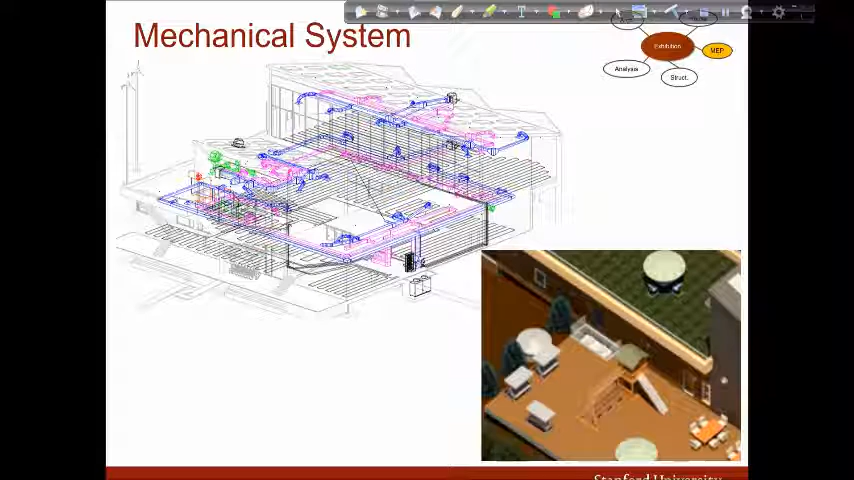 Mechanical System
Exhibition
MEP
Analysis
Struct.
Stanford University